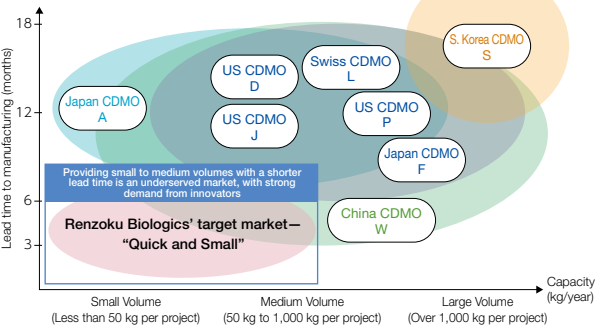 Lead time to manufacturing (months)
18
12
6
3
S. Korea CDMO
S
Swiss CDMO
L
US CDMO
D
Japan CDMO
A
US CDMO
P
US CDMO
J
Japan CDMO
F
Providing small to medium volumes with a shorter
lead time is an underserved market, with strong
demand from innovators
China CDMO
W
Renzoku Biologics’ target market—
“Quick and Small”
Capacity
(kg/year)
Small Volume
(Less than 50 kg per project)
Medium Volume
(50 kg to 1,000 kg per project)
Large Volume
(Over 1,000 kg per project)